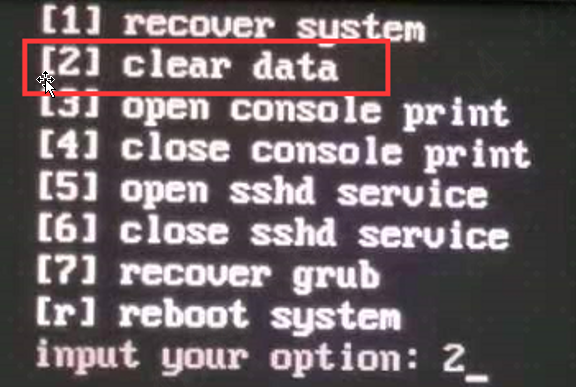 [1] recover system
[2] clear data
[3] open console print
[4] close console print
[5] open sshd service
[6] close sshd service
[7] recover grub
[r] reboot system
input your option: 2_